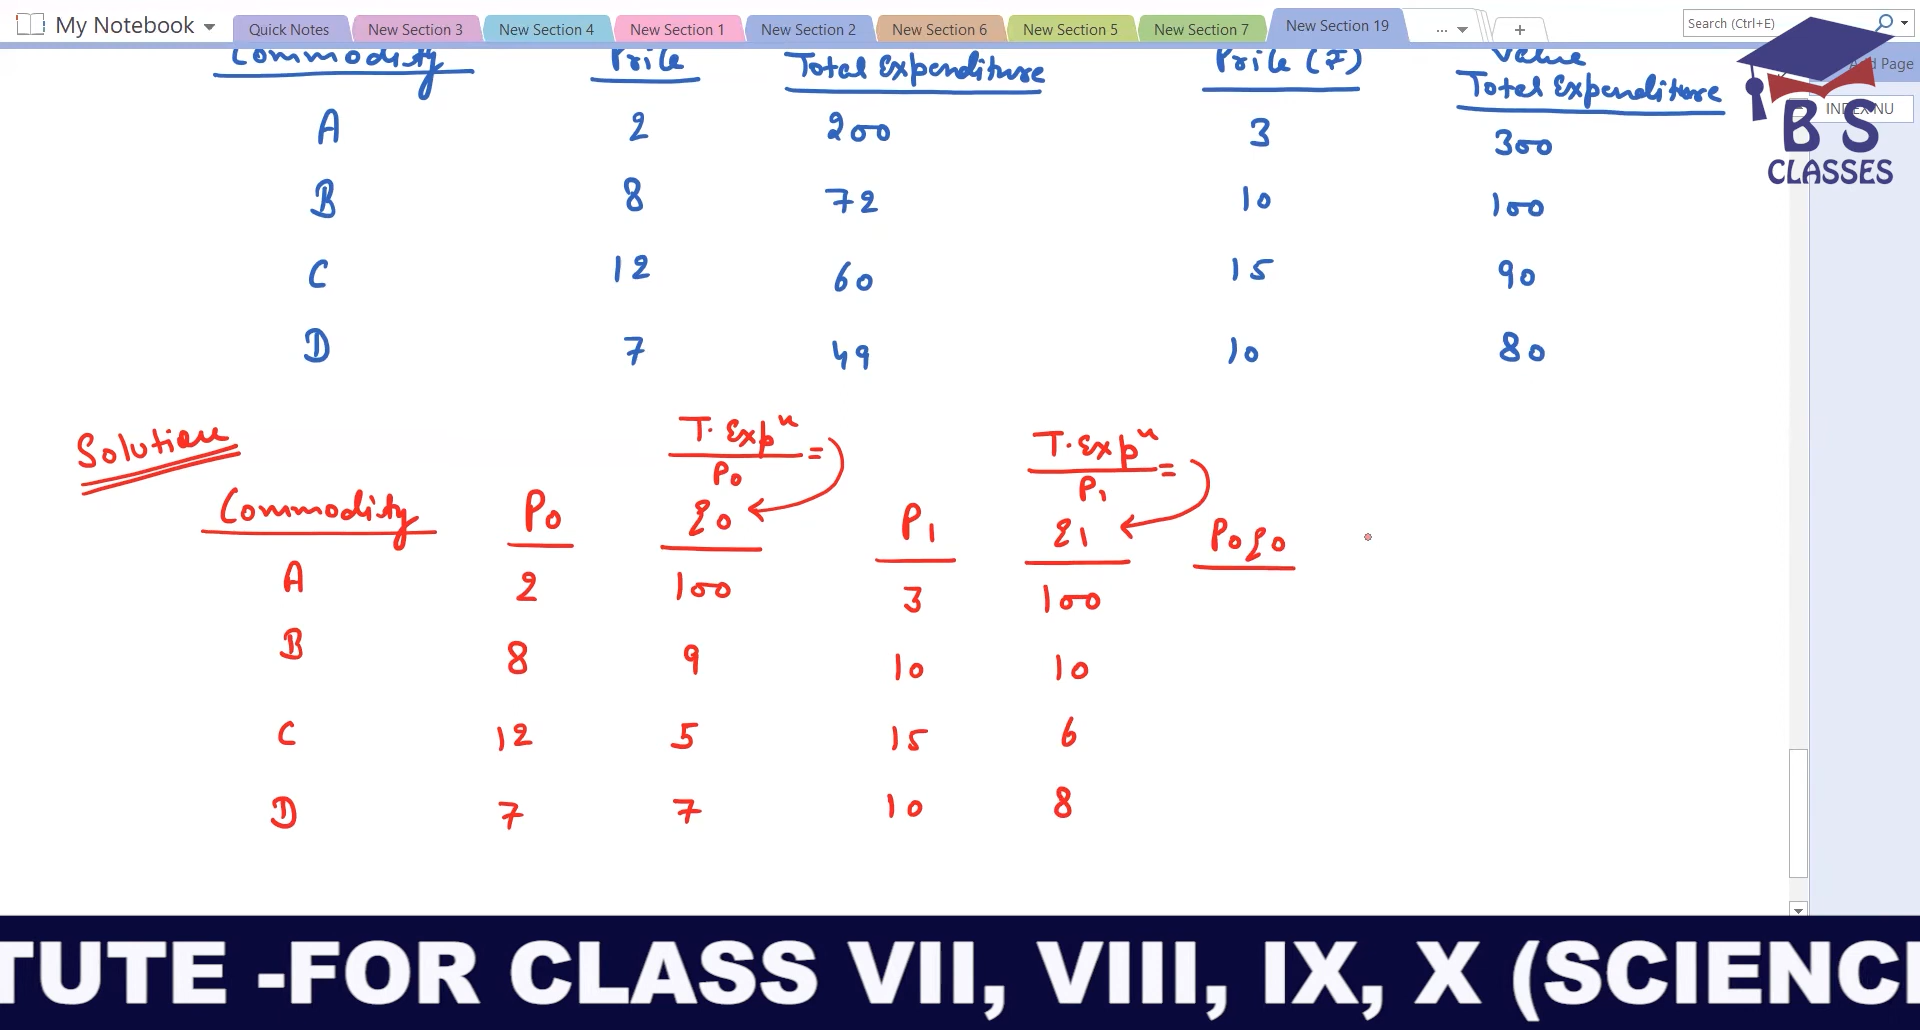 My Notebook Quick Notes New Section 3 New Section 4 New Section 1 New Section 2 New Section 6 New Section 5 New Section 7 New Section 19 ... + Search (Ctrl+E)
Add Page
INDEX NU
B S
CLASSES
Commodity Price Total Expenditure Price (₹) Value
Total Expenditure
A 2 200 3 300
B 8 72 10 100
C 12 60 15 90
D 7 49 10 80
Solution
T. Expⁿ / P₀ = T. Expⁿ / P₁ =
Commodity P₀ q₀ P₁ q₁ P₀q₀
A 2 100 3 100
B 8 9 10 10
C 12 5 15 6
D 7 7 10 8
TUTE -FOR CLASS VII, VIII, IX, X (SCIENC